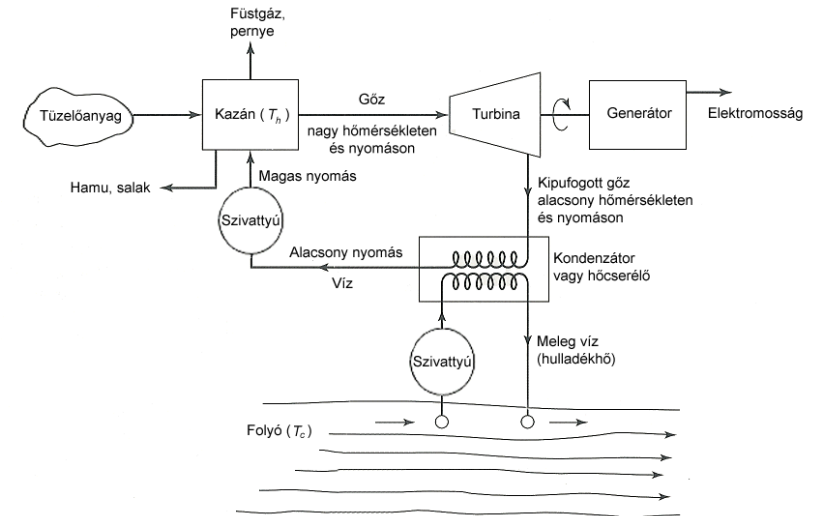 Füstgáz,
pernye
Tüzelőanyag
Kazán (Tₕ)
Gőz
nagy hőmérsékleten
és nyomáson
Turbina
Generátor
Elektromosság
Hamu, salak
Magas nyomás
Szivattyú
Kipufogott gőz
alacsony hőmérsékleten
és nyomáson
Alacsony nyomás
Víz
Kondenzátor
vagy hőcserélő
Szivattyú
Meleg víz
(hulladékhő)
Folyó (T꜀)